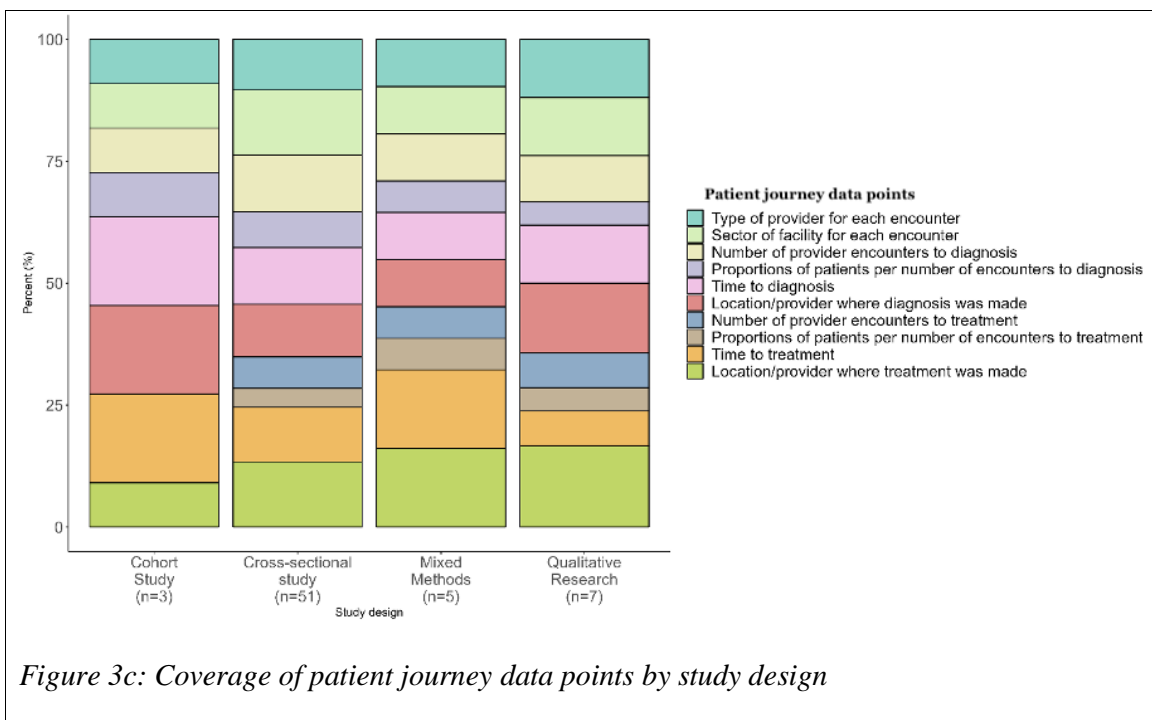 100
75
50
25
0
Percent (%)
Cohort
Study
(n=3)
Cross-sectional
study
(n=51)
Mixed
Methods
(n=5)
Qualitative
Research
(n=7)
Study design
Patient journey data points
Type of provider for each encounter
Sector of facility for each encounter
Number of provider encounters to diagnosis
Proportions of patients per number of encounters to diagnosis
Time to diagnosis
Location/provider where diagnosis was made
Number of provider encounters to treatment
Proportions of patients per number of encounters to treatment
Time to treatment
Location/provider where treatment was made
Figure 3c: Coverage of patient journey data points by study design